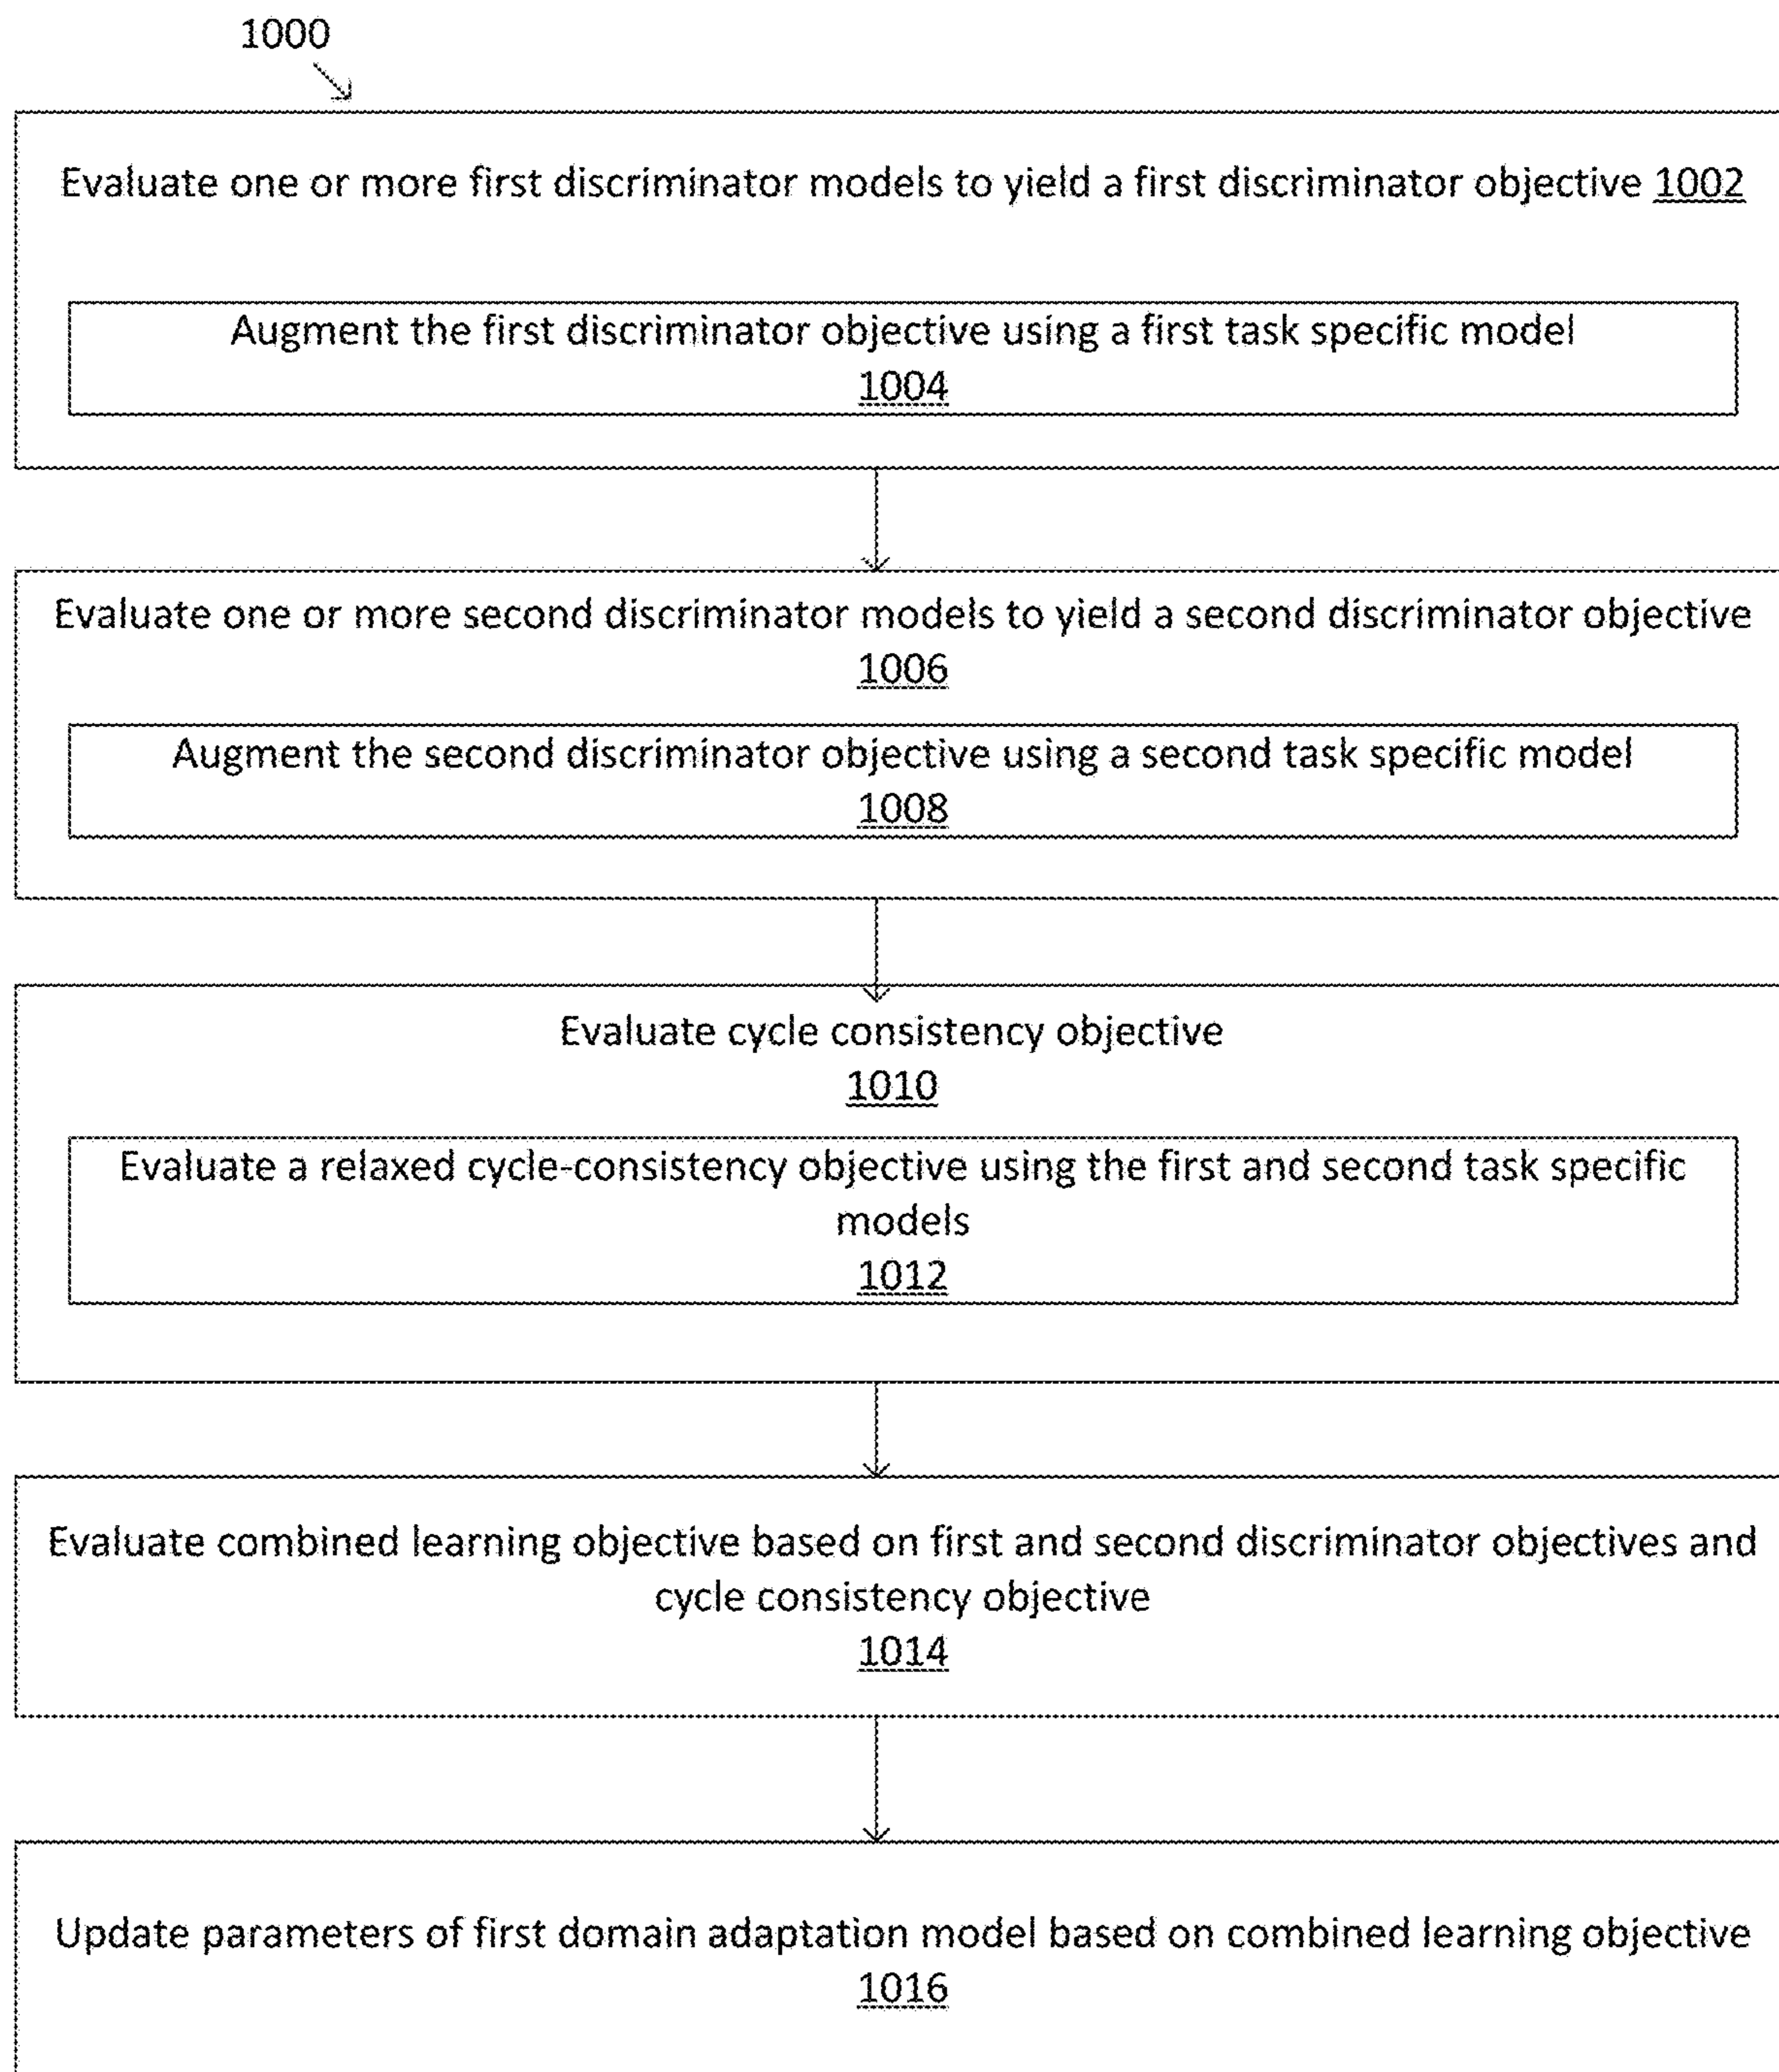 1000
Evaluate one or more first discriminator models to yield a first discriminator objective 1002
Augment the first discriminator objective using a first task specific model
1004
Evaluate one or more second discriminator models to yield a second discriminator objective
1006
Augment the second discriminator objective using a second task specific model
1008
Evaluate cycle consistency objective
1010
Evaluate a relaxed cycle-consistency objective using the first and second task specific
models
1012
Evaluate combined learning objective based on first and second discriminator objectives and
cycle consistency objective
1014
Update parameters of first domain adaptation model based on combined learning objective
1016